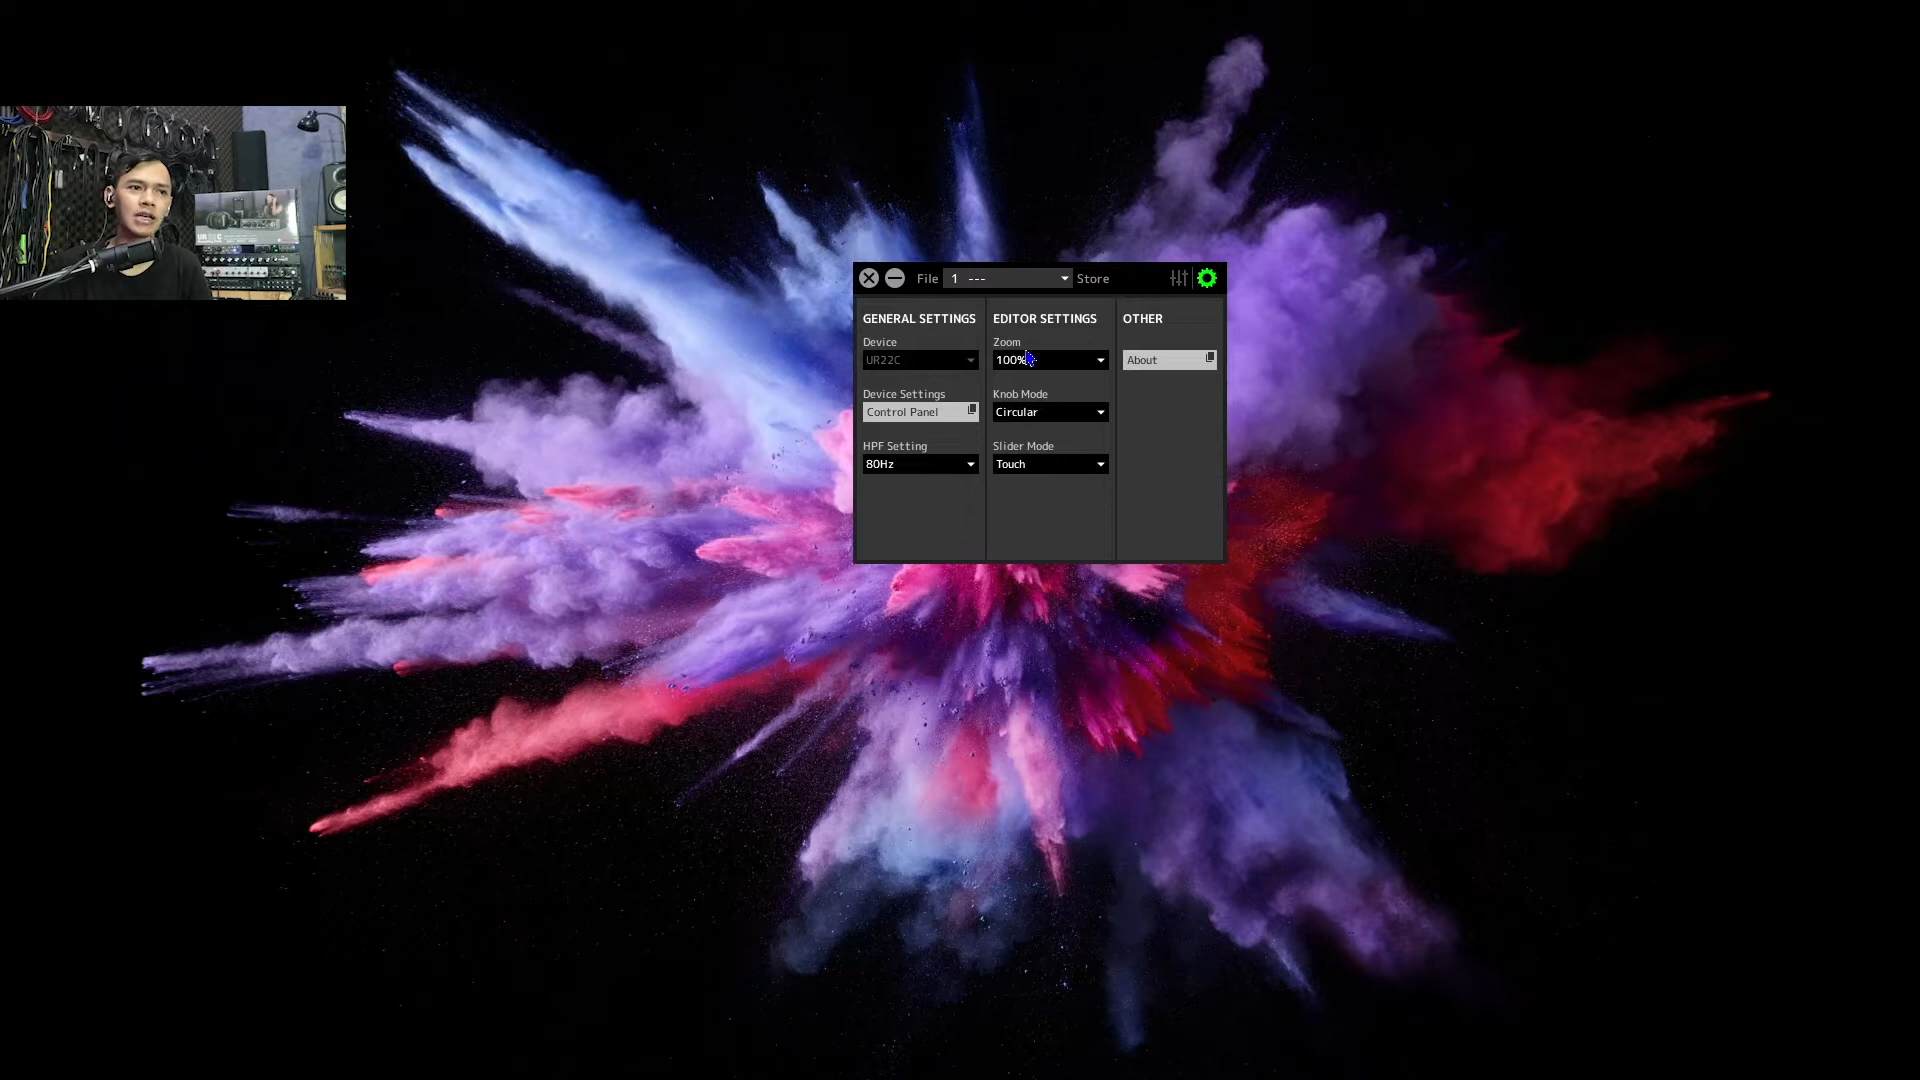 File 1 --- Store
GENERAL SETTINGS
Device
UR22C
Device Settings
Control Panel
HPF Setting
80Hz
EDITOR SETTINGS
Zoom
100%
Knob Mode
Circular
Slider Mode
Touch
OTHER
About